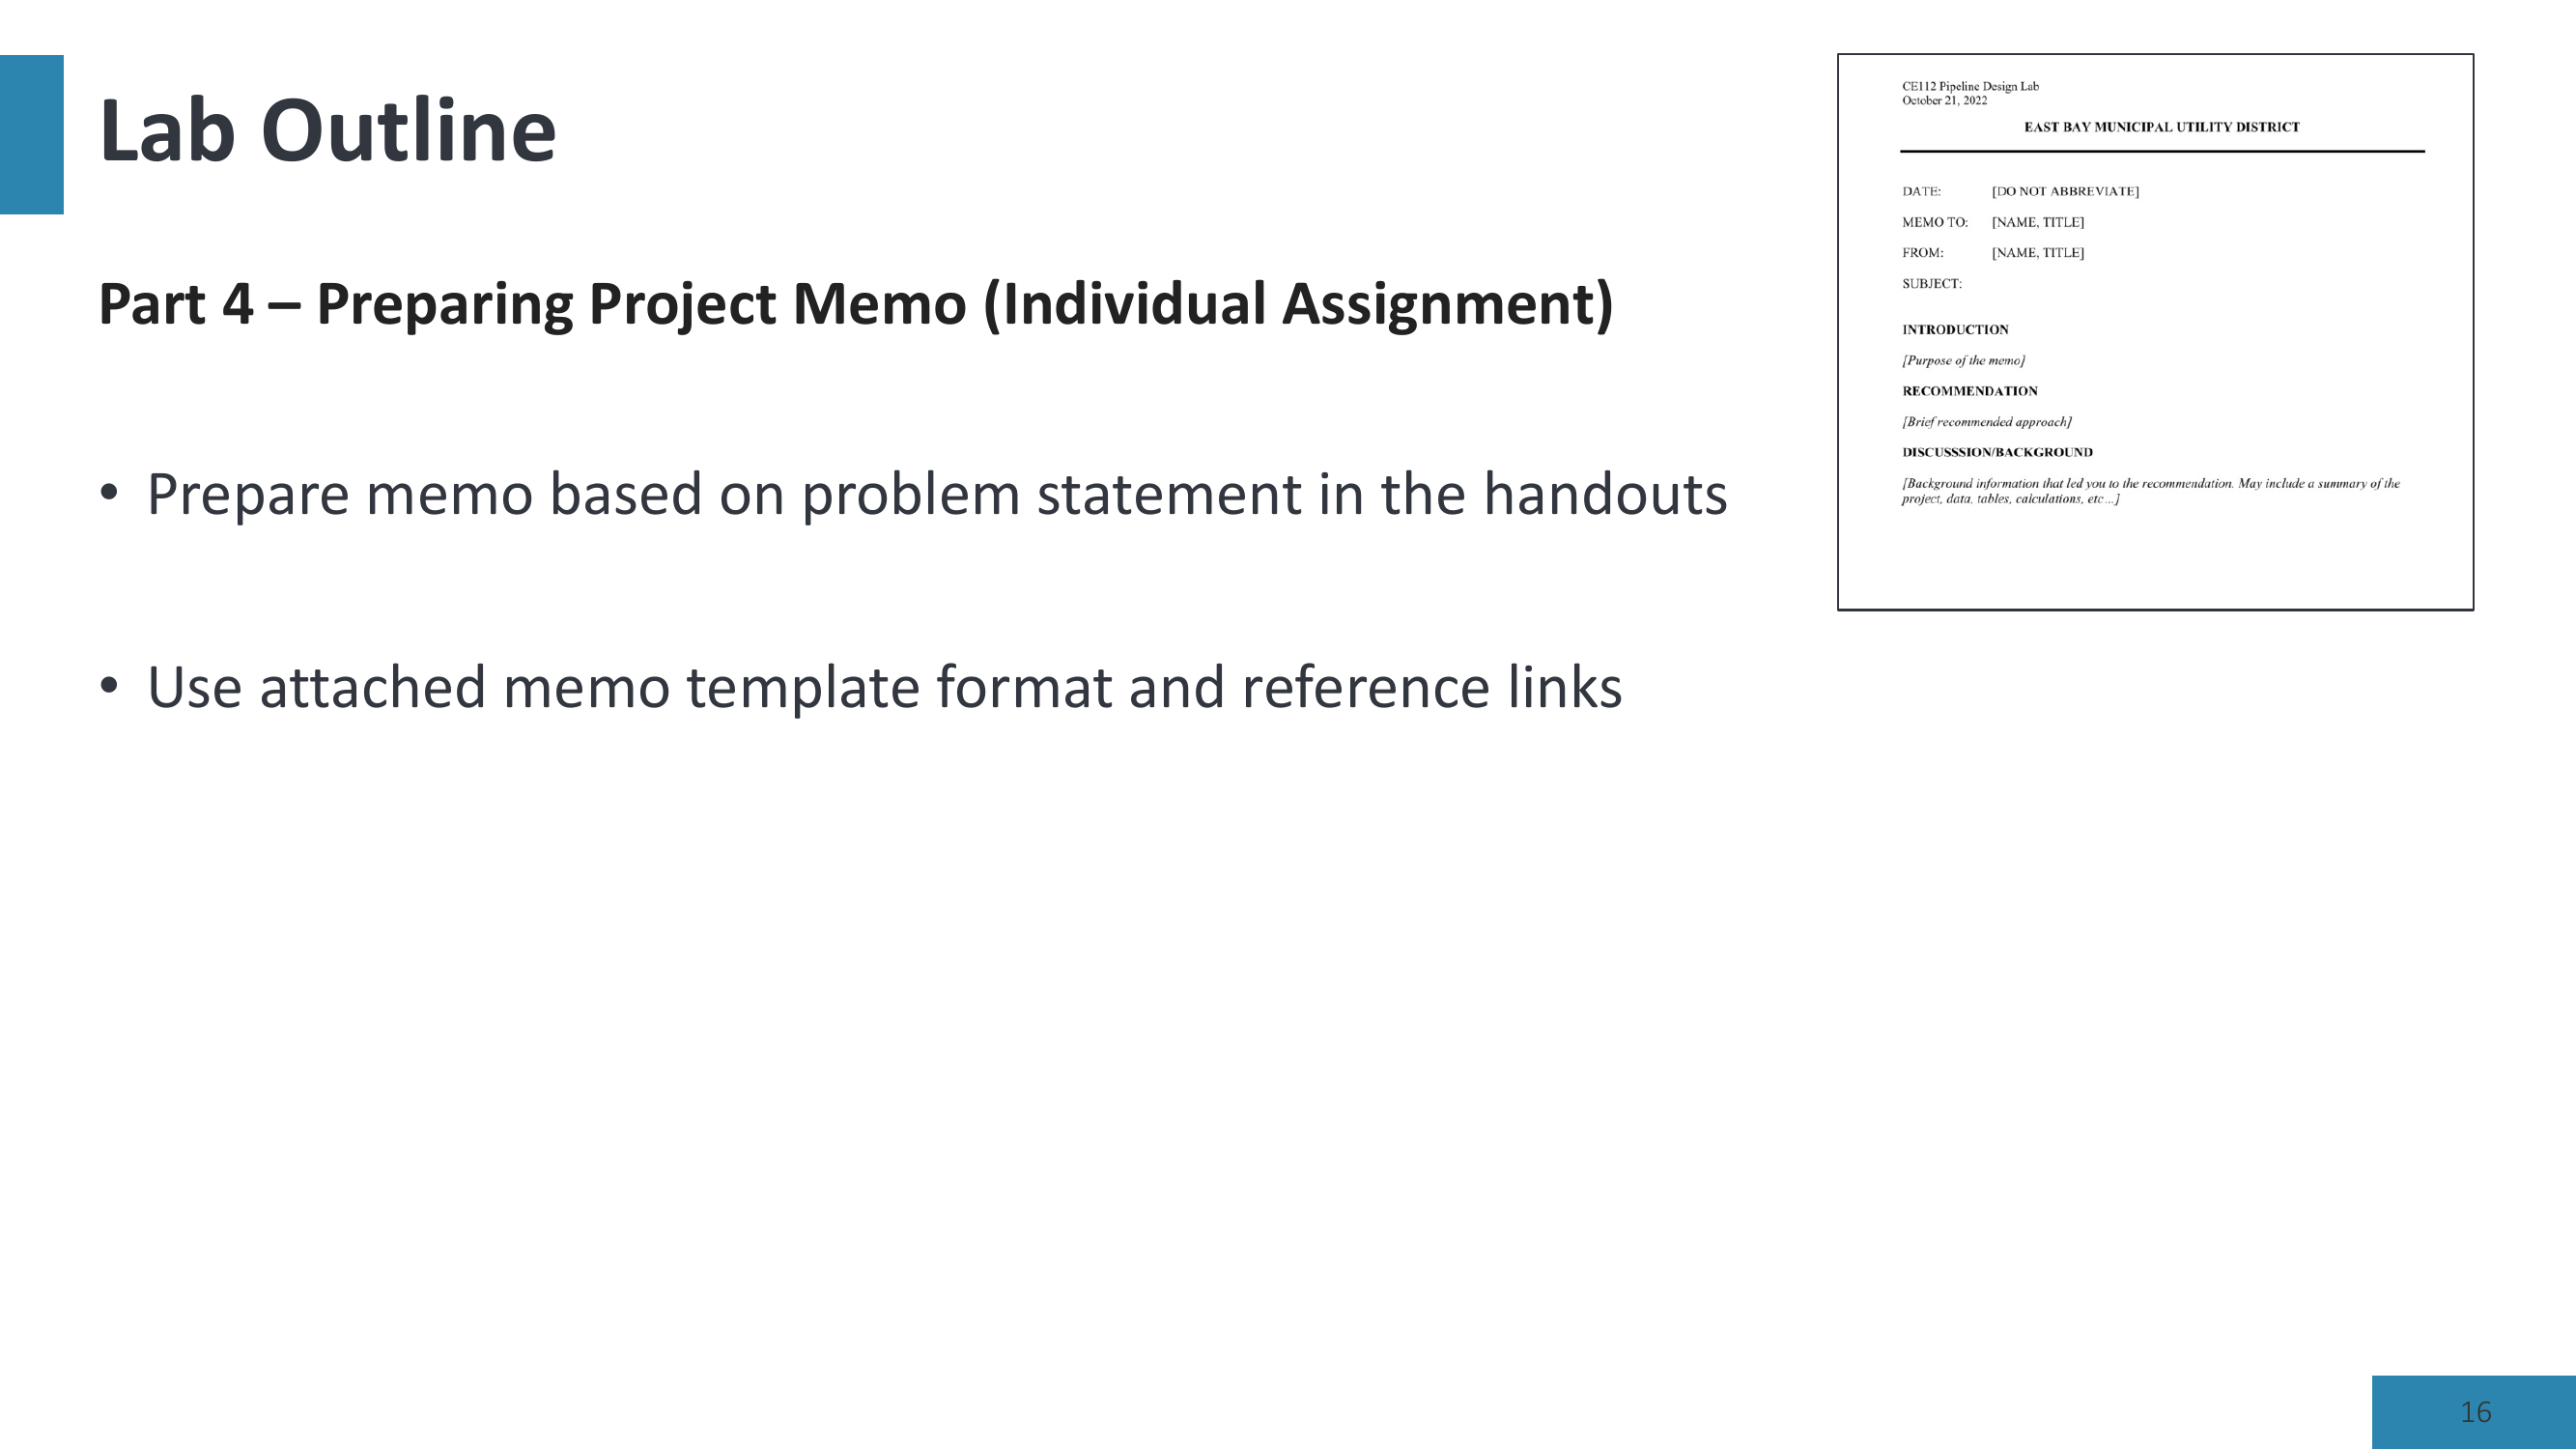 Lab Outline
Part 4 – Preparing Project Memo (Individual Assignment)
• Prepare memo based on problem statement in the handouts
• Use attached memo template format and reference links
CE112 Pipeline Design Lab
October 21, 2022
EAST BAY MUNICIPAL UTILITY DISTRICT
DATE: [DO NOT ABBREVIATE]
MEMO TO: [NAME, TITLE]
FROM: [NAME, TITLE]
SUBJECT:
INTRODUCTION
[Purpose of the memo]
RECOMMENDATION
[Brief recommended approach]
DISCUSSSION/BACKGROUND
[Background information that led you to the recommendation. May include a summary of the
project, data, tables, calculations, etc...]
16